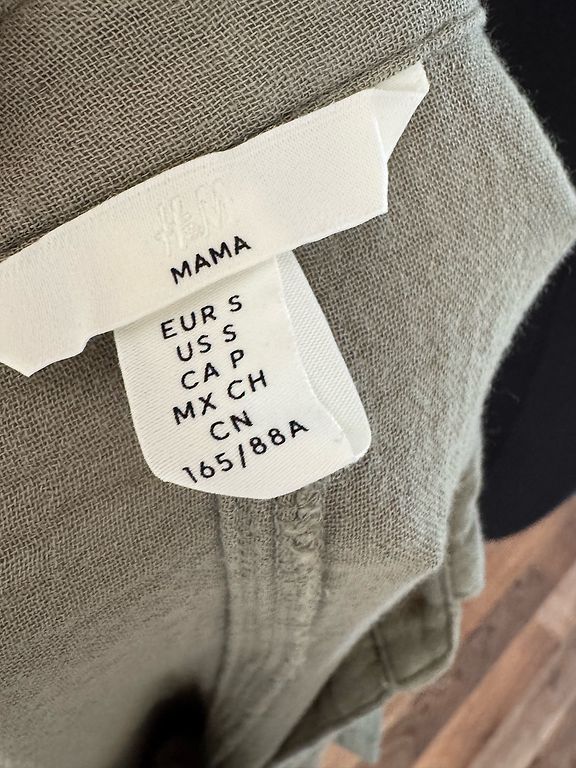 H&M
MAMA
EUR S
US S
CA P
MX CH
CN
165/88A